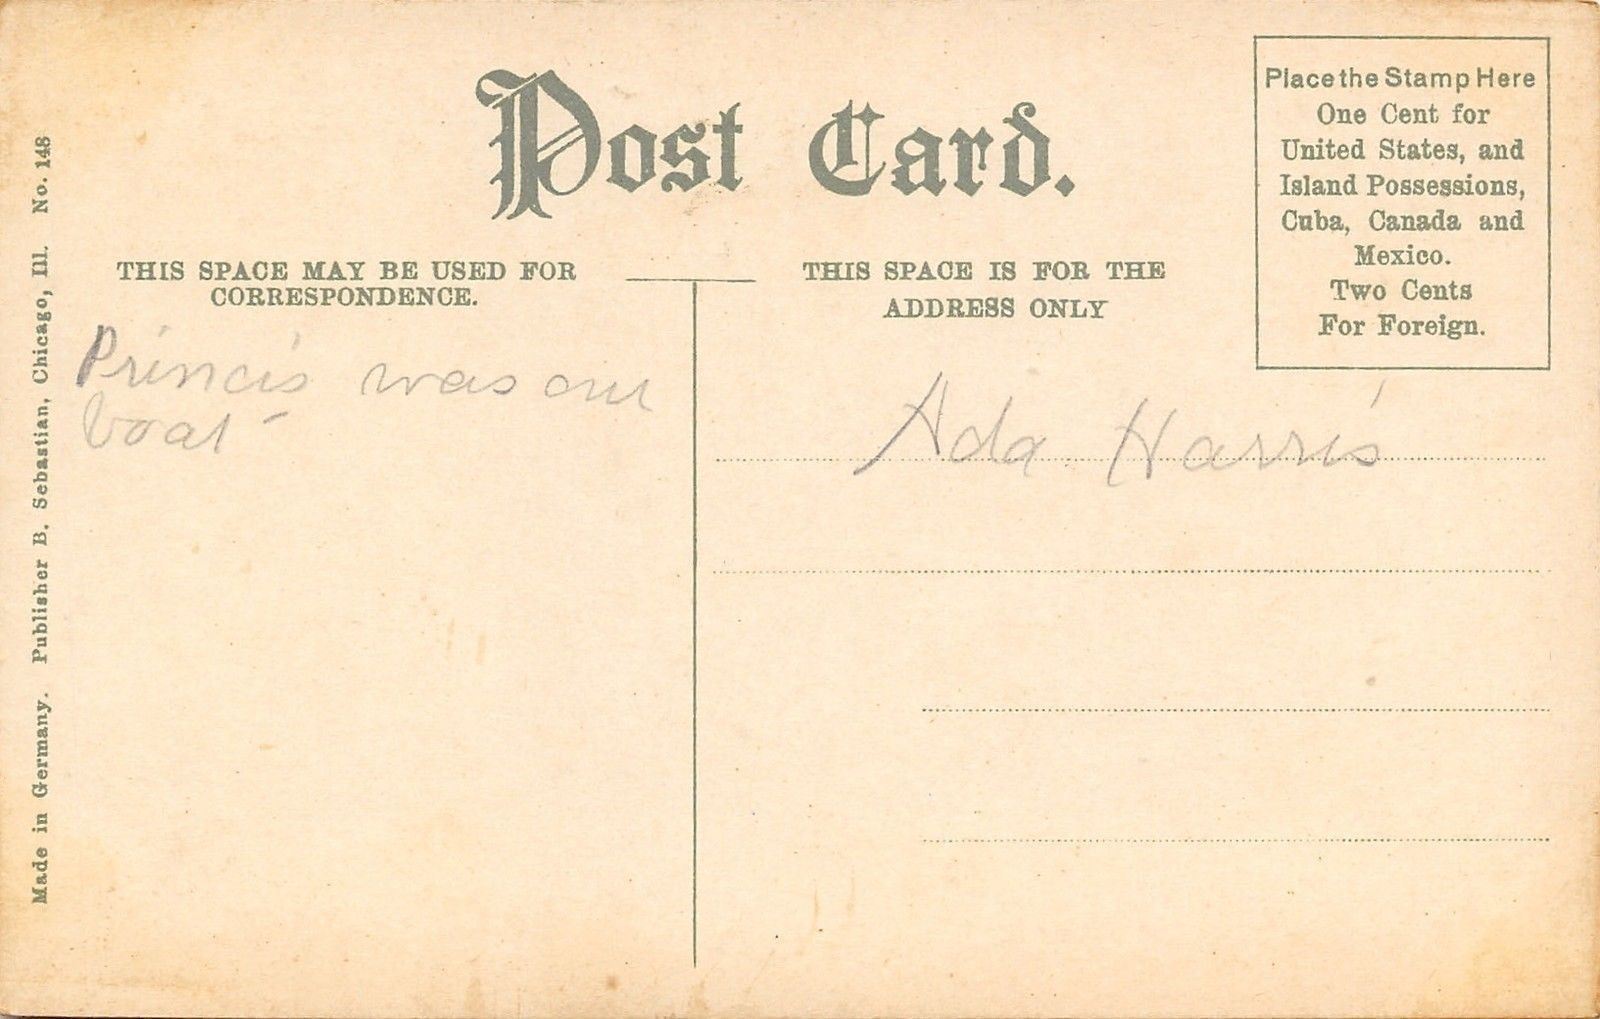 Post Card.
Place the Stamp Here
One Cent for
United States, and
Island Possessions,
Cuba, Canada and
Mexico.
Two Cents
For Foreign.
THIS SPACE MAY BE USED FOR
CORRESPONDENCE.
THIS SPACE IS FOR THE
ADDRESS ONLY
Princis was our
boat
Ada Harris
Made in Germany. Publisher B. Sebastian, Chicago, Ill. No. 148